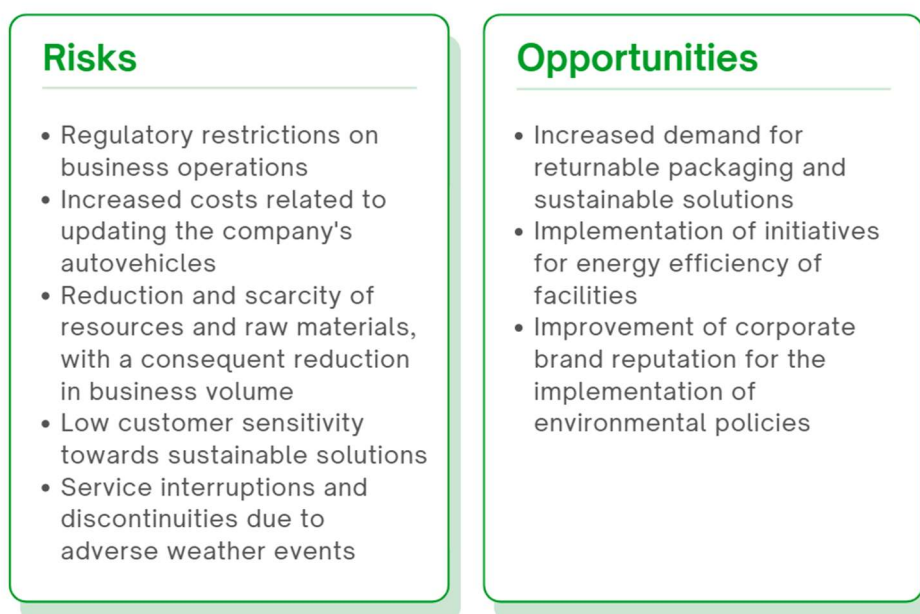 Risks
• Regulatory restrictions on
business operations
• Increased costs related to
updating the company's
autovehicles
• Reduction and scarcity of
resources and raw materials,
with a consequent reduction
in business volume
• Low customer sensitivity
towards sustainable solutions
• Service interruptions and
discontinuities due to
adverse weather events
Opportunities
• Increased demand for
returnable packaging and
sustainable solutions
• Implementation of initiatives
for energy efficiency of
facilities
• Improvement of corporate
brand reputation for the
implementation of
environmental policies